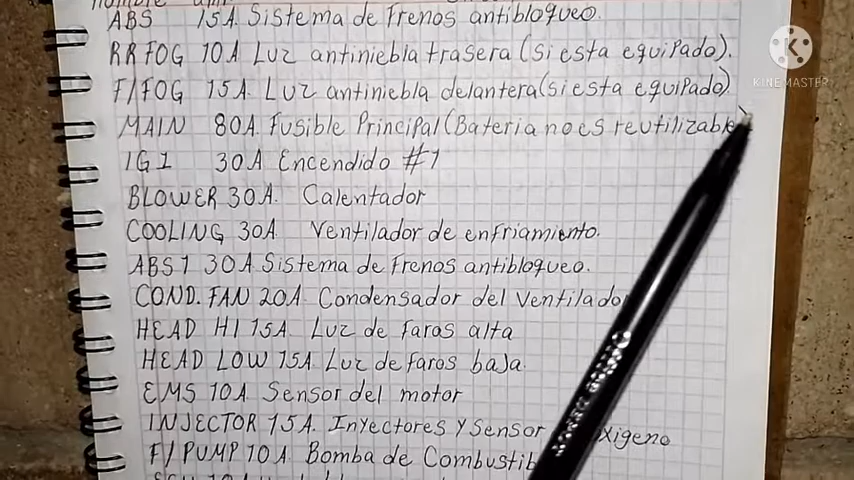 ABS 15A. Sistema de Frenos antibloqueo.
RR FOG 10A Luz antiniebla trasera (si esta equipado).
F/FOG 15A. Luz antiniebla delantera (si esta equipado)
MAIN 80A. Fusible Principal (Bateria no es reutilizable)
IG1 30A Encendido #1
BLOWER 30A. Calentador
COOLING 30A Ventilador de enfriamiento.
ABS1 30A. Sistema de Frenos antibloqueo.
COND. FAN 20A Condensador del Ventilador
HEAD HI 15A. Luz de faros alta
HEAD LOW 15A. Luz de faros baja
EMS 10A Sensor del motor
INJECTOR 15A. Inyectores y sensor oxigeno
F/PUMP 10A. Bomba de Combustib
KINEMASTER